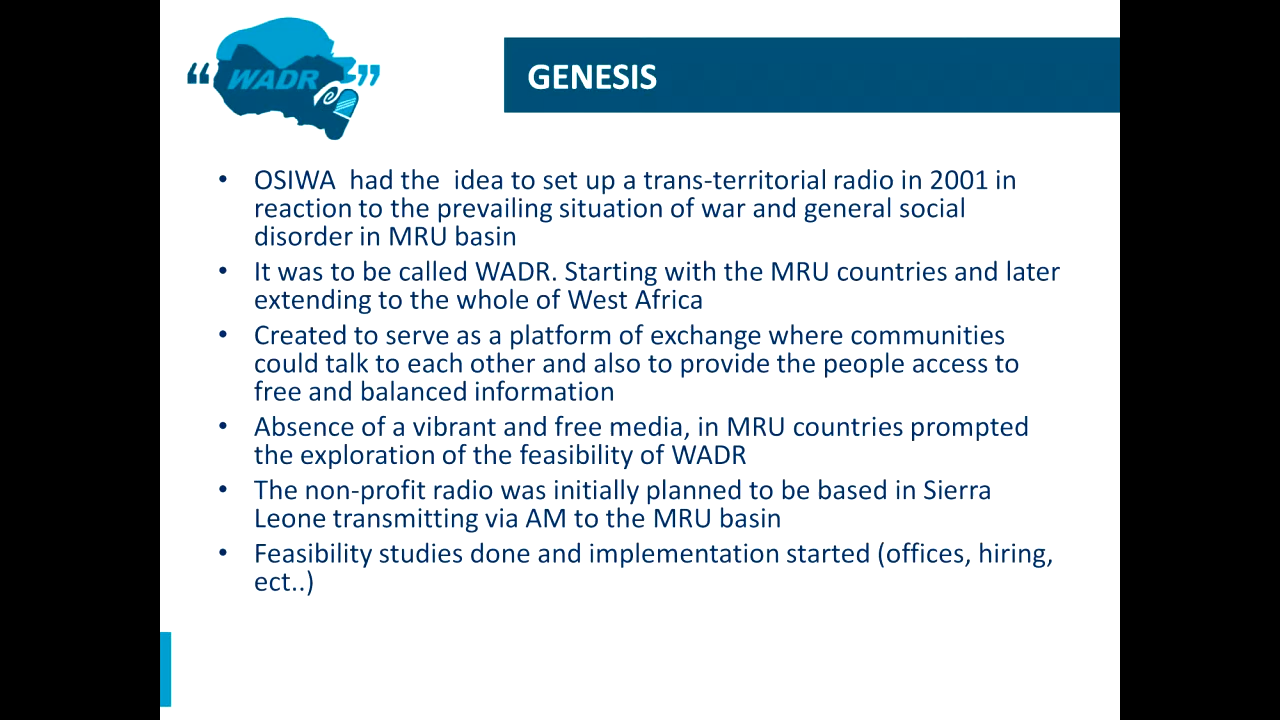 “WADR”
GENESIS
• OSIWA had the idea to set up a trans-territorial radio in 2001 in
reaction to the prevailing situation of war and general social
disorder in MRU basin
• It was to be called WADR. Starting with the MRU countries and later
extending to the whole of West Africa
• Created to serve as a platform of exchange where communities
could talk to each other and also to provide the people access to
free and balanced information
• Absence of a vibrant and free media, in MRU countries prompted
the exploration of the feasibility of WADR
• The non-profit radio was initially planned to be based in Sierra
Leone transmitting via AM to the MRU basin
• Feasibility studies done and implementation started (offices, hiring,
ect..)